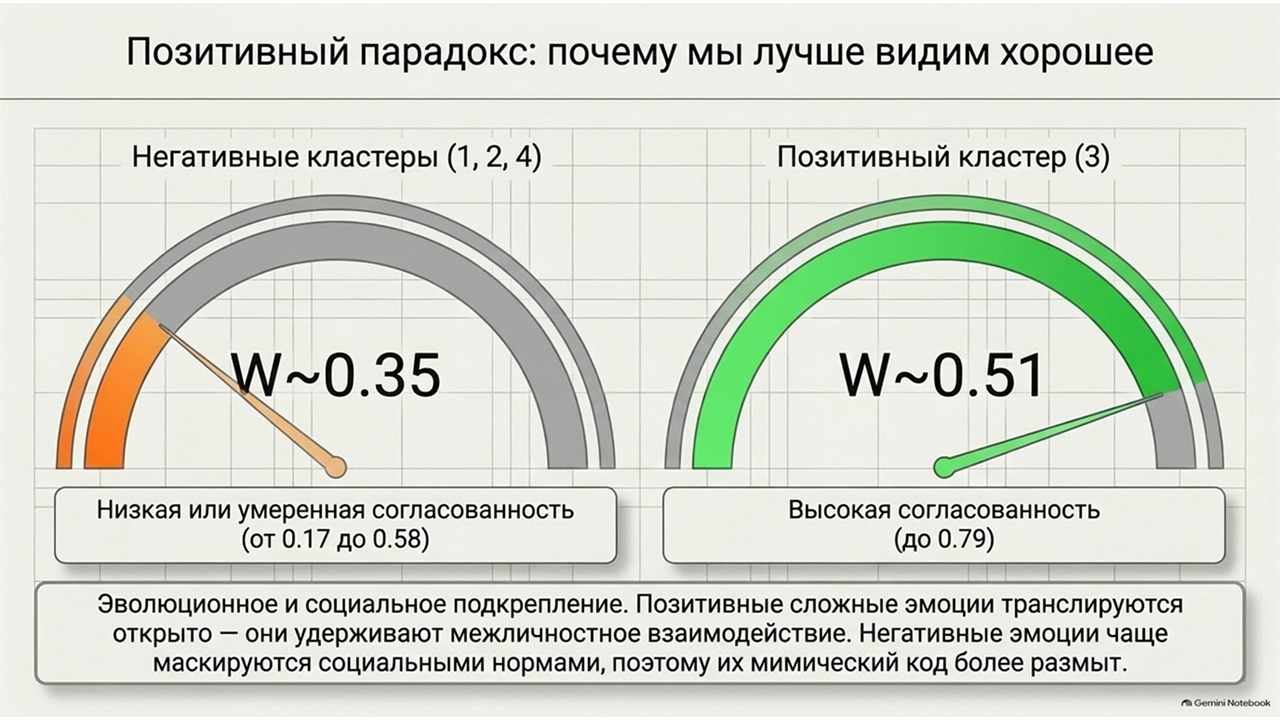 Позитивный парадокс: почему мы лучше видим хорошее
Негативные кластеры (1, 2, 4)
W~0.35
Низкая или умеренная согласованность
(от 0.17 до 0.58)
Позитивный кластер (3)
W~0.51
Высокая согласованность
(до 0.79)
Эволюционное и социальное подкрепление. Позитивные сложные эмоции транслируются
открыто — они удерживают межличностное взаимодействие. Негативные эмоции чаще
маскируются социальными нормами, поэтому их мимический код более размыт.
Gemini Notebook